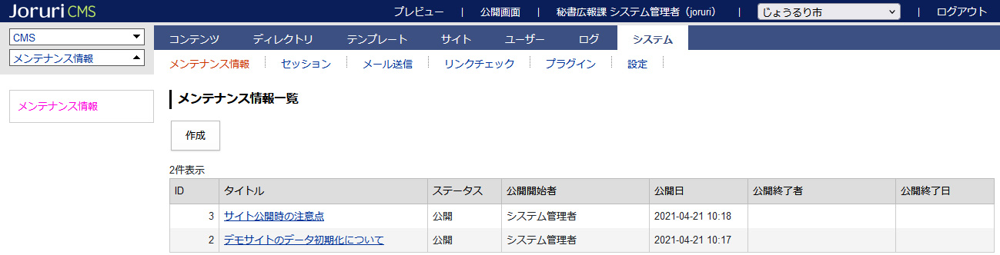 Joruri CMS プレビュー | 公開画面 | 秘書広報課 システム管理者（joruri） | じょうるり市 | ログアウト
CMS
コンテンツ ディレクトリ テンプレート サイト ユーザー ログ システム
メンテナンス情報
メンテナンス情報 セッション メール送信 リンクチェック プラグイン 設定
メンテナンス情報
メンテナンス情報一覧
作成
2件表示
ID タイトル ステータス 公開開始者 公開日 公開終了者 公開終了日
3 サイト公開時の注意点 公開 システム管理者 2021-04-21 10:18
2 デモサイトのデータ初期化について 公開 システム管理者 2021-04-21 10:17